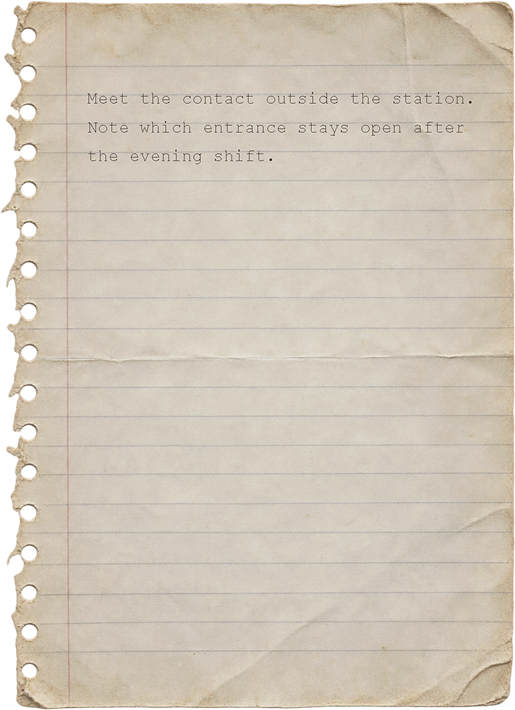 Meet the contact outside the station.
Note which entrance stays open after
the evening shift.